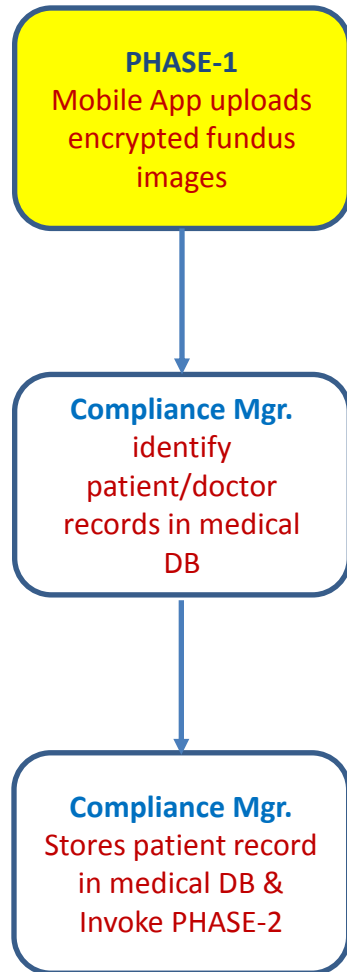 PHASE-1
Mobile App uploads
encrypted fundus
images
Compliance Mgr.
identify
patient/doctor
records in medical
DB
Compliance Mgr.
Stores patient record
in medical DB &
Invoke PHASE-2